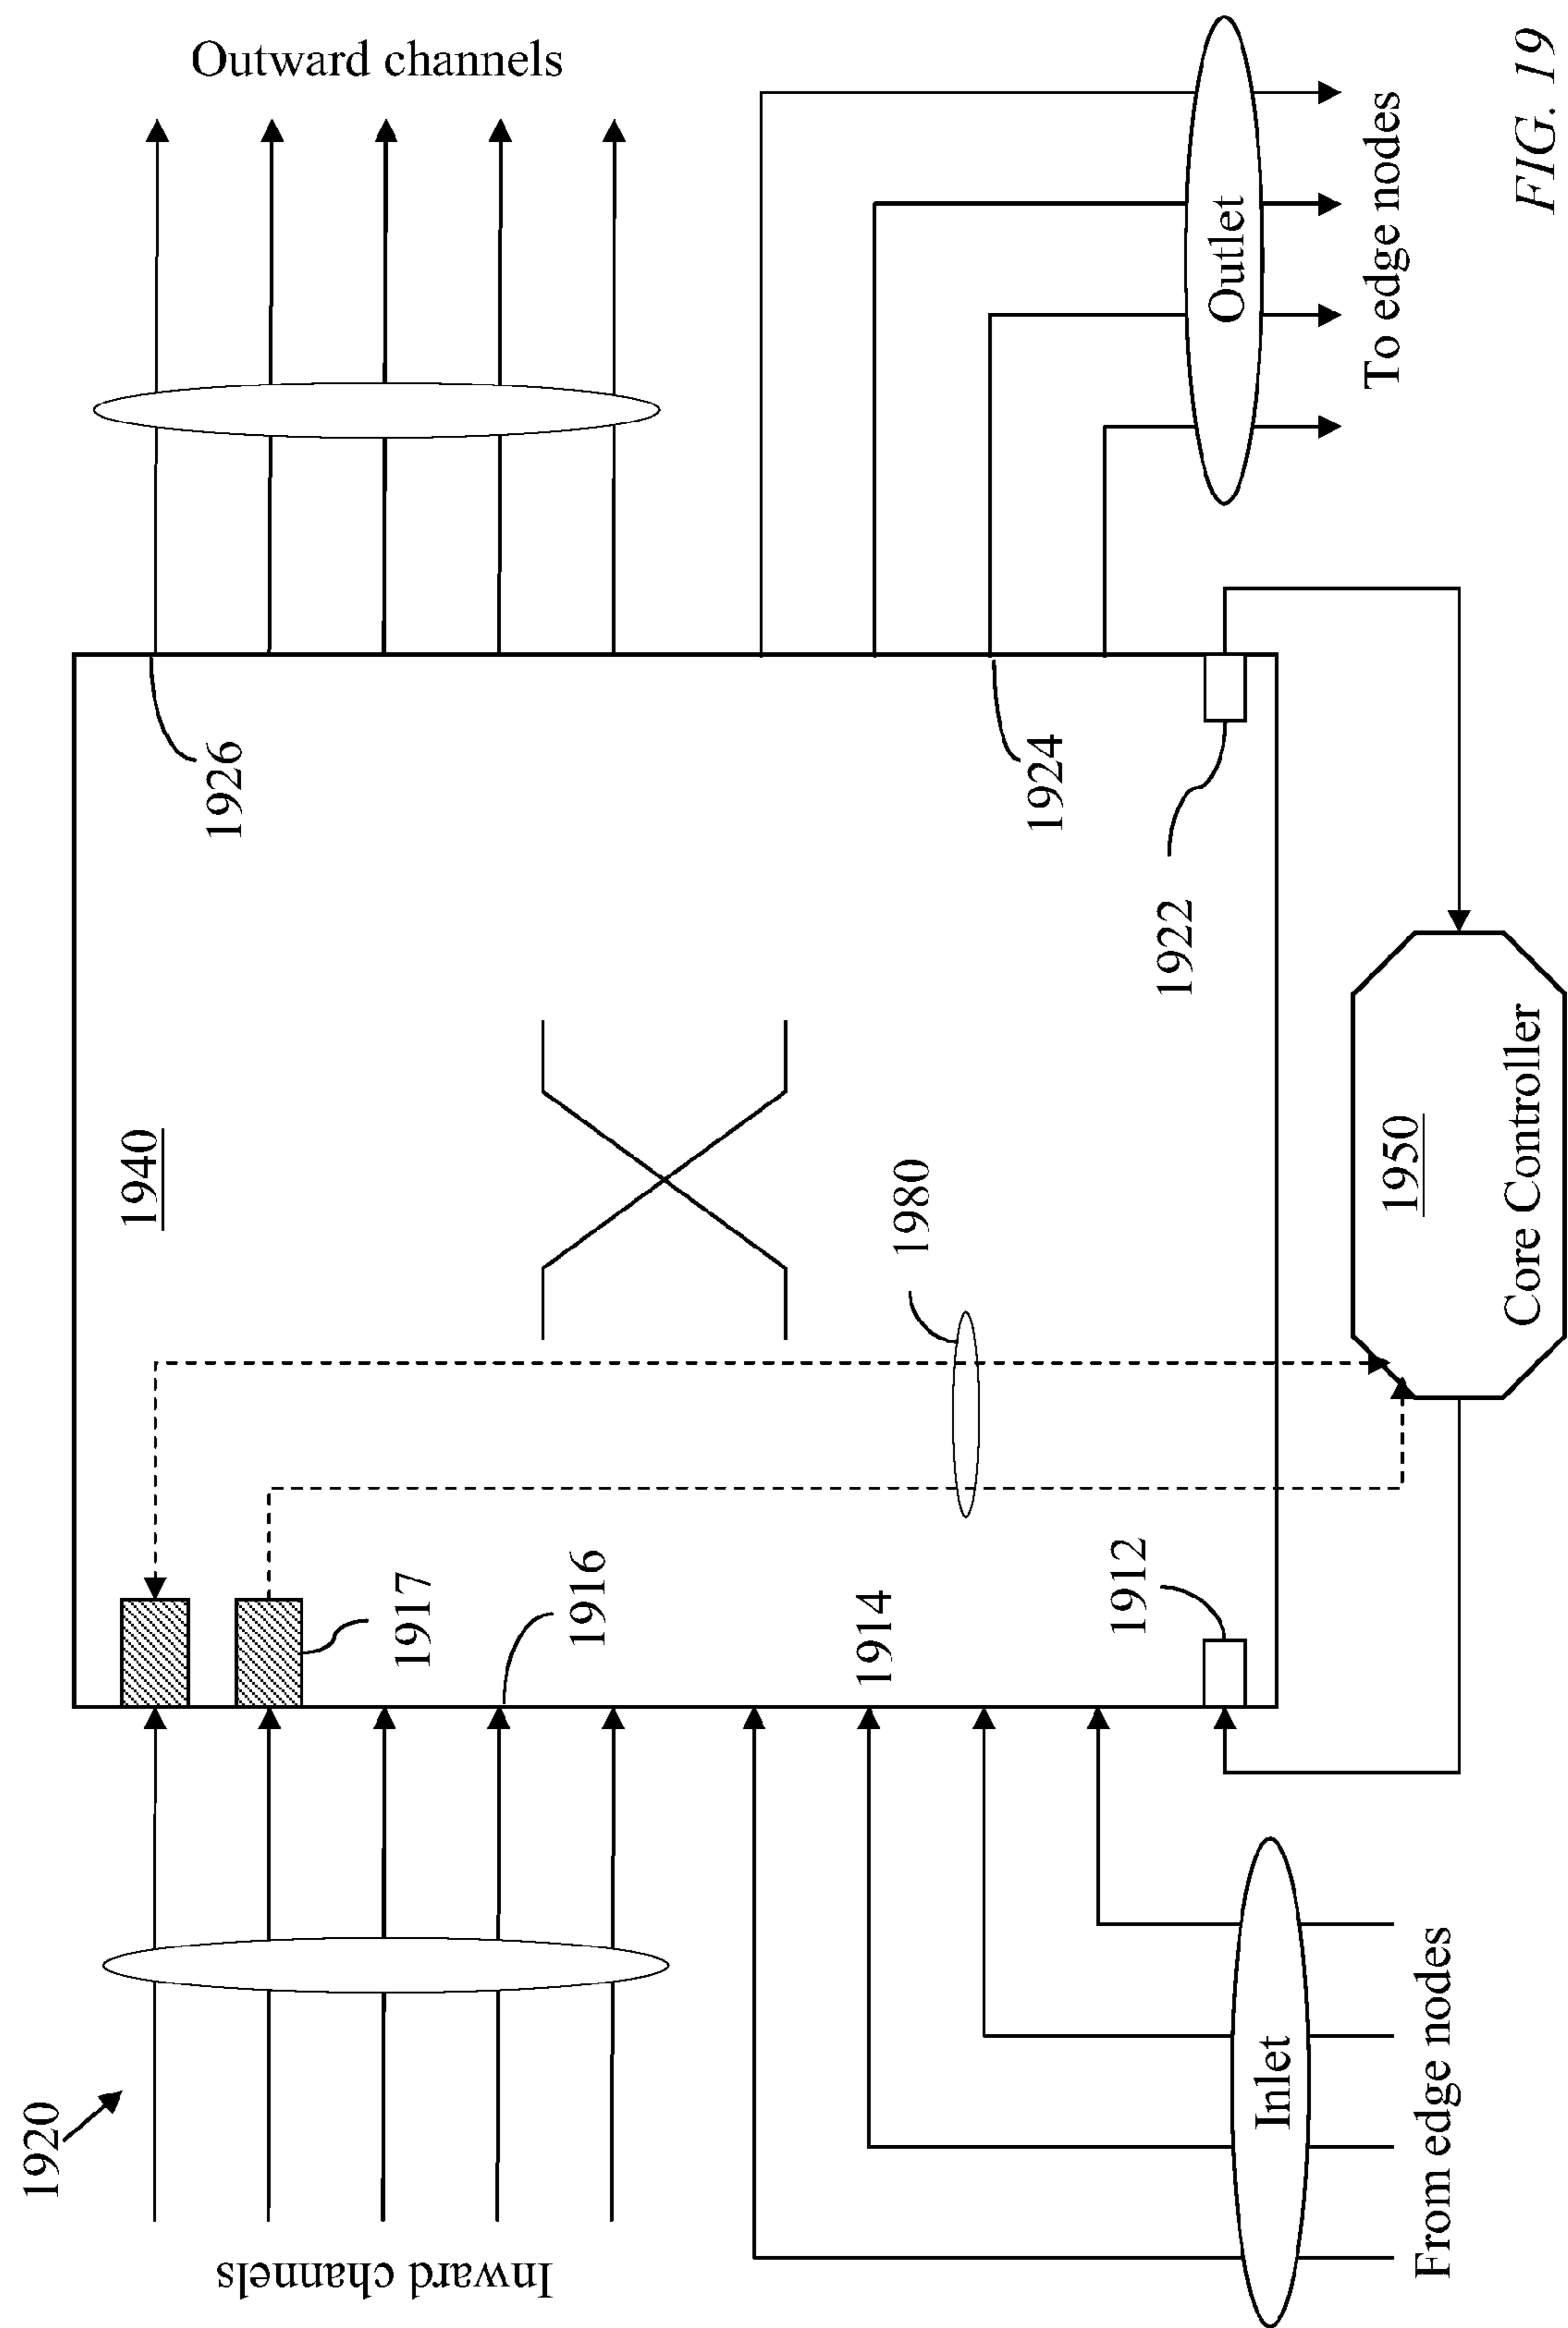 1920
Inward channels
Outward channels
1940
1926
1917
1916
1980
1914
1924
1912
1922
Inlet
From edge nodes
Outlet
To edge nodes
1950
Core Controller
FIG. 19